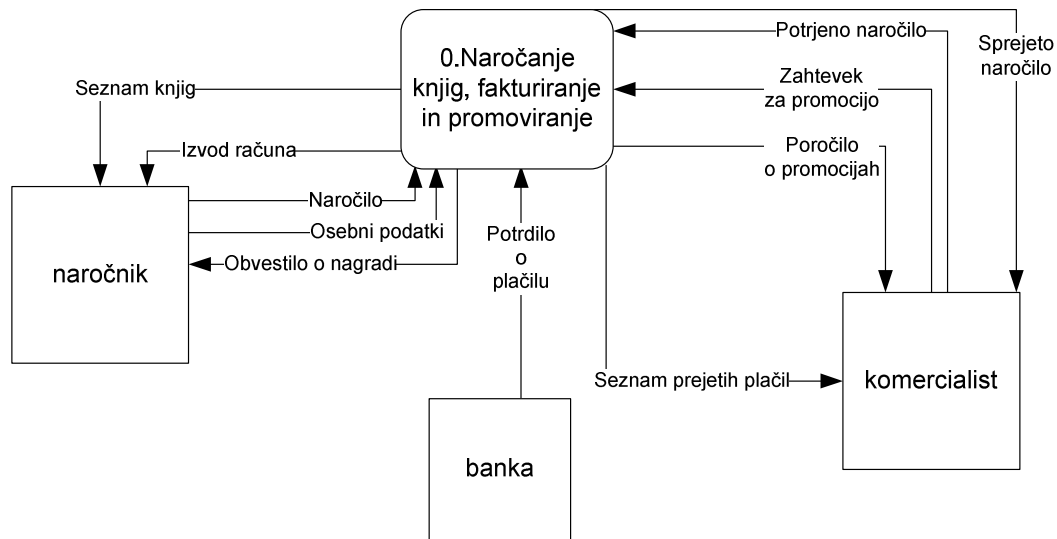 0.Naročanje
knjig, fakturiranje
in promoviranje
Potrjeno naročilo
Sprejeto
naročilo
Seznam knjig
Zahtevek
za promocijo
Izvod računa
Poročilo
o promocijah
Naročilo
Osebni podatki
Obvestilo o nagradi
Potrdilo
o
plačilu
naročnik
Seznam prejetih plačil
komercialist
banka